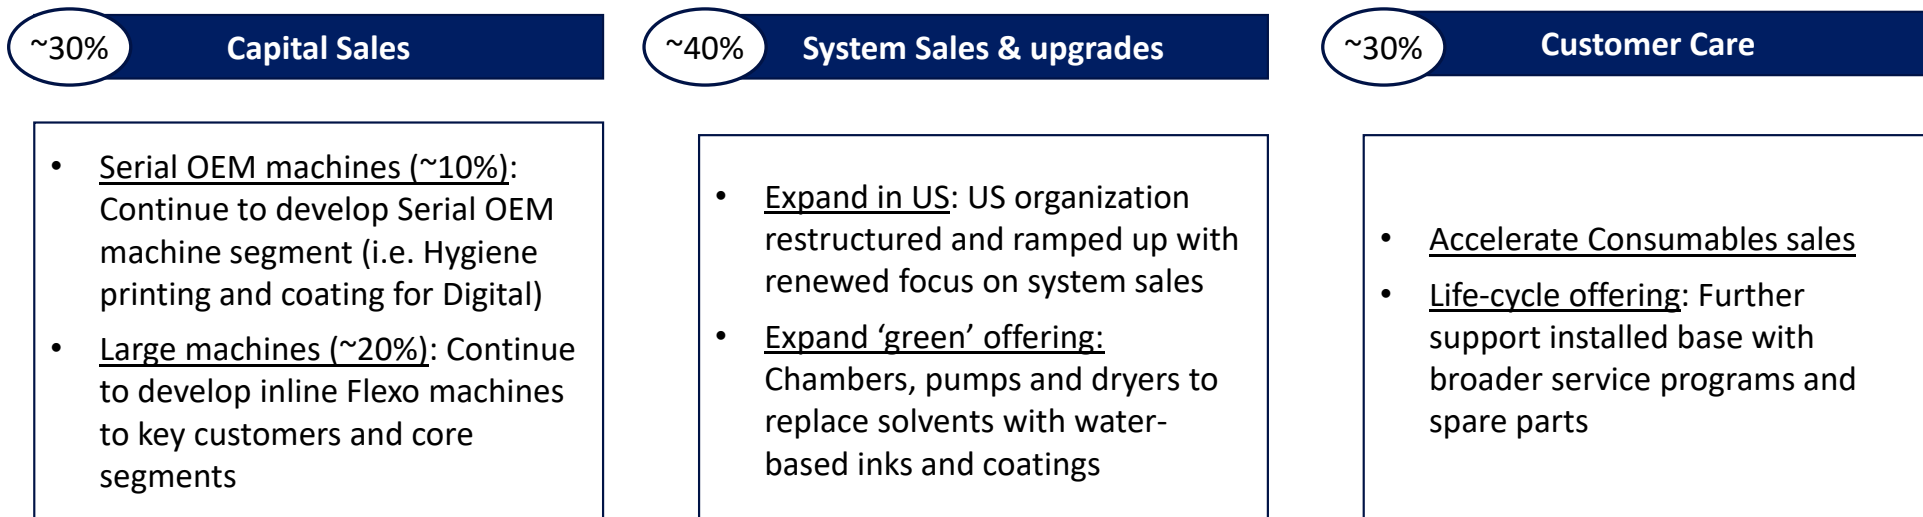 ~30%
Capital Sales
• Serial OEM machines (~10%):
Continue to develop Serial OEM
machine segment (i.e. Hygiene
printing and coating for Digital)
• Large machines (~20%): Continue
to develop inline Flexo machines
to key customers and core
segments
~40%
System Sales & upgrades
• Expand in US: US organization
restructured and ramped up with
renewed focus on system sales
• Expand ‘green’ offering:
Chambers, pumps and dryers to
replace solvents with water-
based inks and coatings
~30%
Customer Care
• Accelerate Consumables sales
• Life-cycle offering: Further
support installed base with
broader service programs and
spare parts